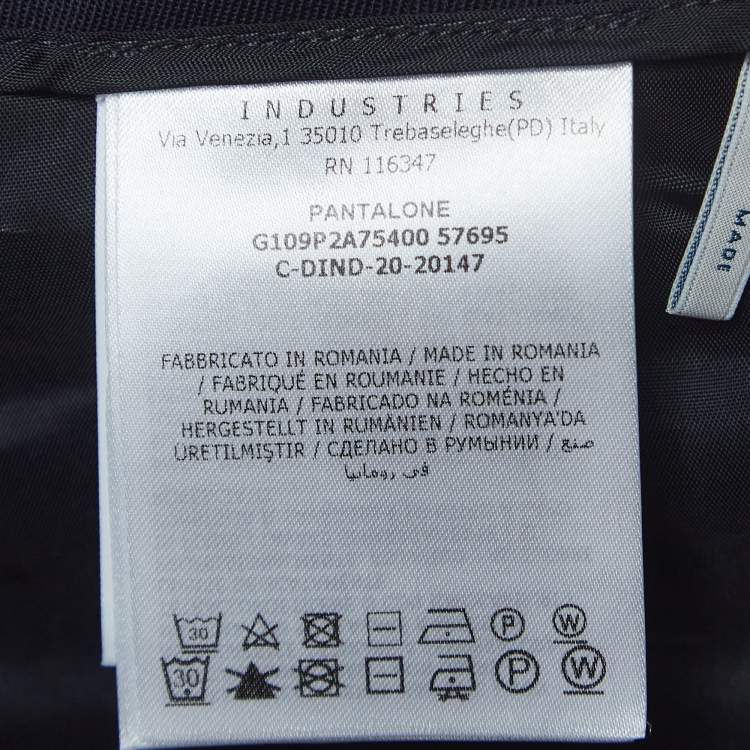 INDUSTRIES
Via Venezia,1 35010 Trebaseleghe(PD) Italy
RN 116347
PANTALONE
G109P2A75400 57695
C-DIND-20-20147
FABBRICATO IN ROMANIA / MADE IN ROMANIA
/ FABRIQUÉ EN ROUMANIE / HECHO EN
RUMANIA / FABRICADO NA ROMÉNIA /
HERGESTELLT IN RUMÄNIEN / ROMANYA'DA
ÜRETILMIŞTIR / СДЕЛАНО В РУМЫНИИ / صنع
في رومانيا
30 P W
30 P W
MADE